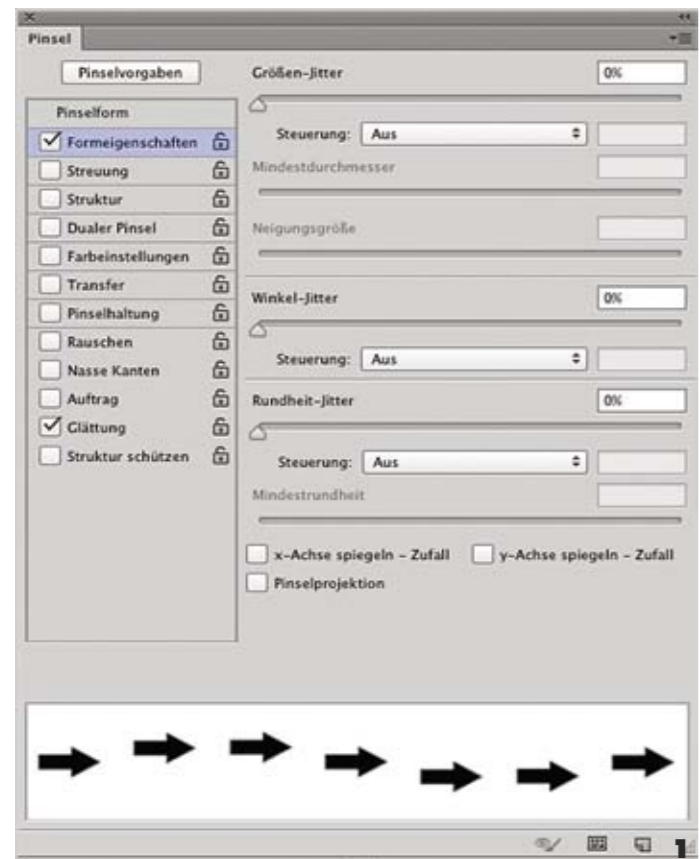 Pinsel
Pinselvorgaben
Pinselform
Formeigenschaften
Streuung
Struktur
Dualer Pinsel
Farbeinstellungen
Transfer
Pinselhaltung
Rauschen
Nasse Kanten
Auftrag
Glättung
Struktur schützen
Größen-Jitter 0%
Steuerung: Aus
Mindestdurchmesser
Neigungsgröße
Winkel-Jitter 0%
Steuerung: Aus
Rundheit-Jitter 0%
Steuerung: Aus
Mindestrundheit
x-Achse spiegeln - Zufall y-Achse spiegeln - Zufall
Pinselprojektion
1